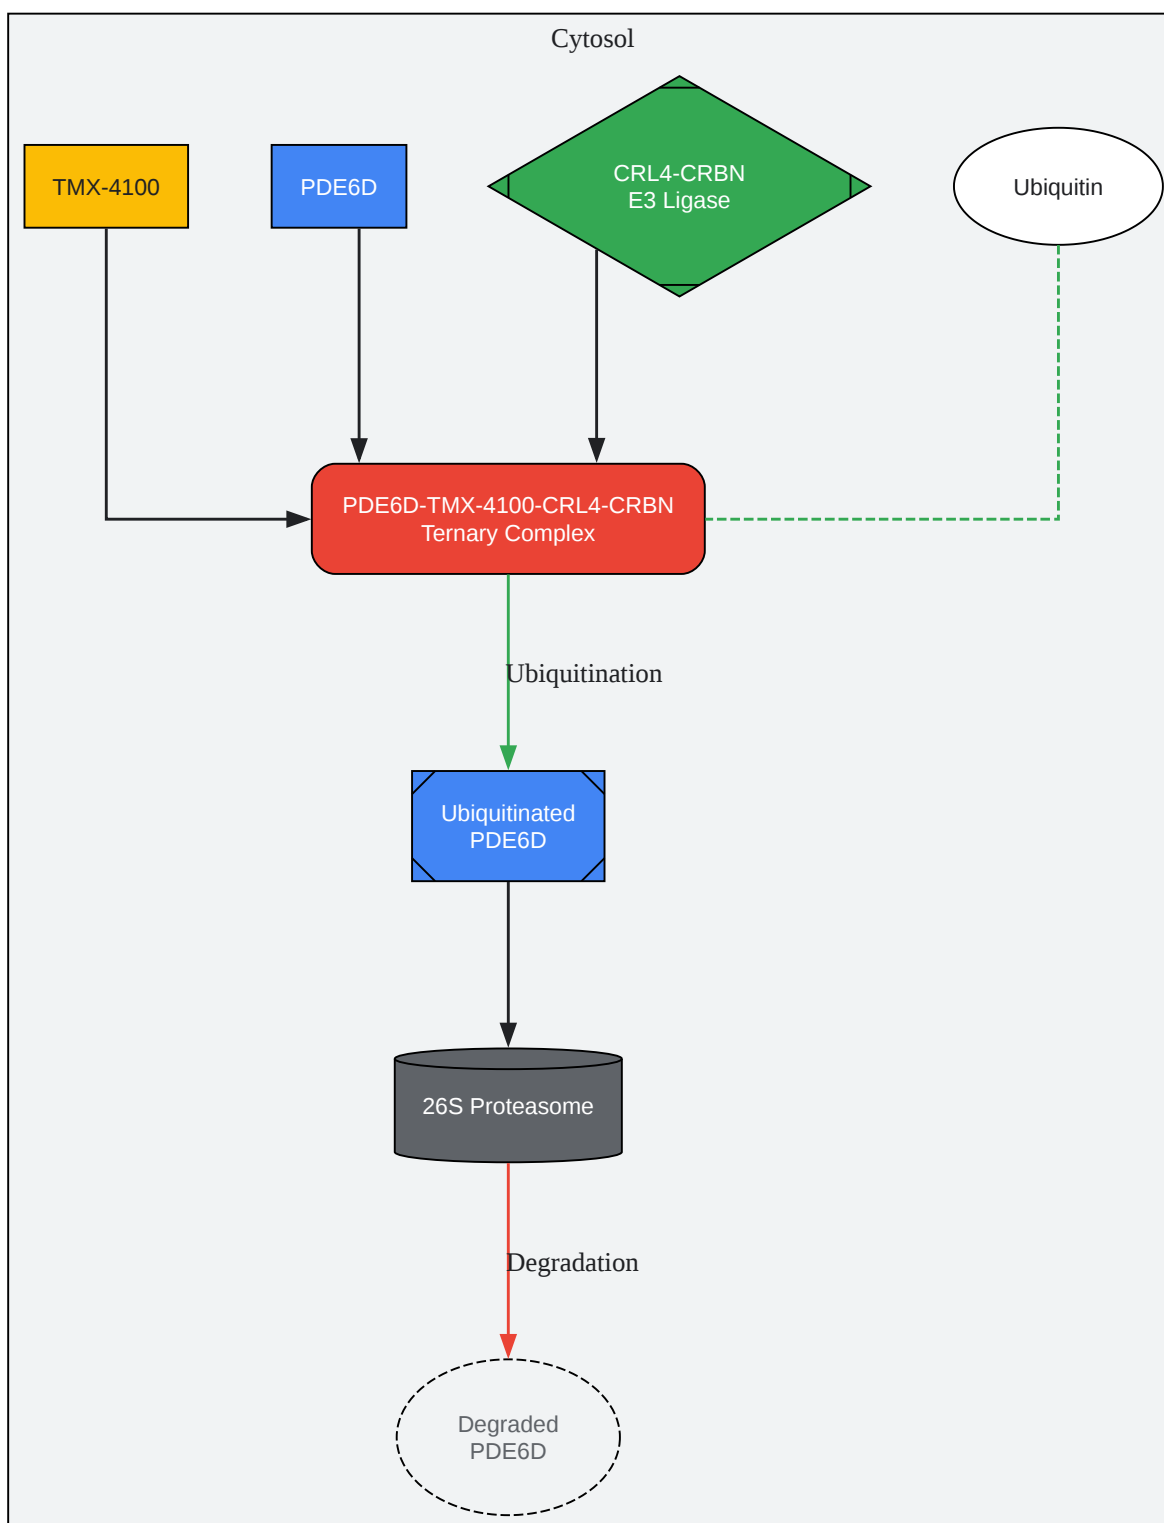 Cytosol
TMX-4100
PDE6D
CRL4-CRBN
E3 Ligase
Ubiquitin
PDE6D-TMX-4100-CRL4-CRBN
Ternary Complex
Ubiquitination
Ubiquitinated
PDE6D
26S Proteasome
Degradation
Degraded
PDE6D